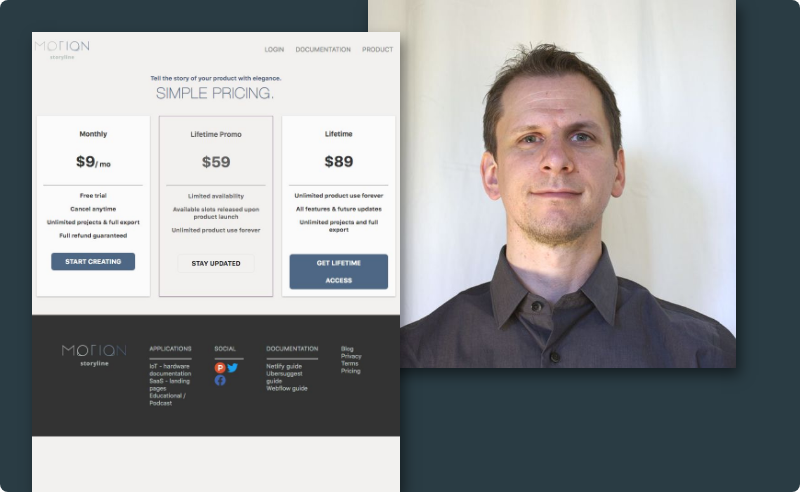 MOTION
storyline
LOGIN DOCUMENTATION PRODUCT
Tell the story of your product with elegance.
SIMPLE PRICING.
Monthly
$9/ mo
Free trial
Cancel anytime
Unlimited projects & full export
Full refund guaranteed
START CREATING
Lifetime Promo
$59
Limited availability
Available slots released upon
product launch
Unlimited product use forever
STAY UPDATED
Lifetime
$89
Unlimited product use forever
All features & future updates
Unlimited projects and full
export
GET LIFETIME
ACCESS
MOTION
storyline
APPLICATIONS
IoT - hardware
documentation
SaaS - landing
pages
Educational /
Podcast
SOCIAL
DOCUMENTATION
Netlify guide
Ubersuggest
guide
Webflow guide
Blog
Privacy
Terms
Pricing